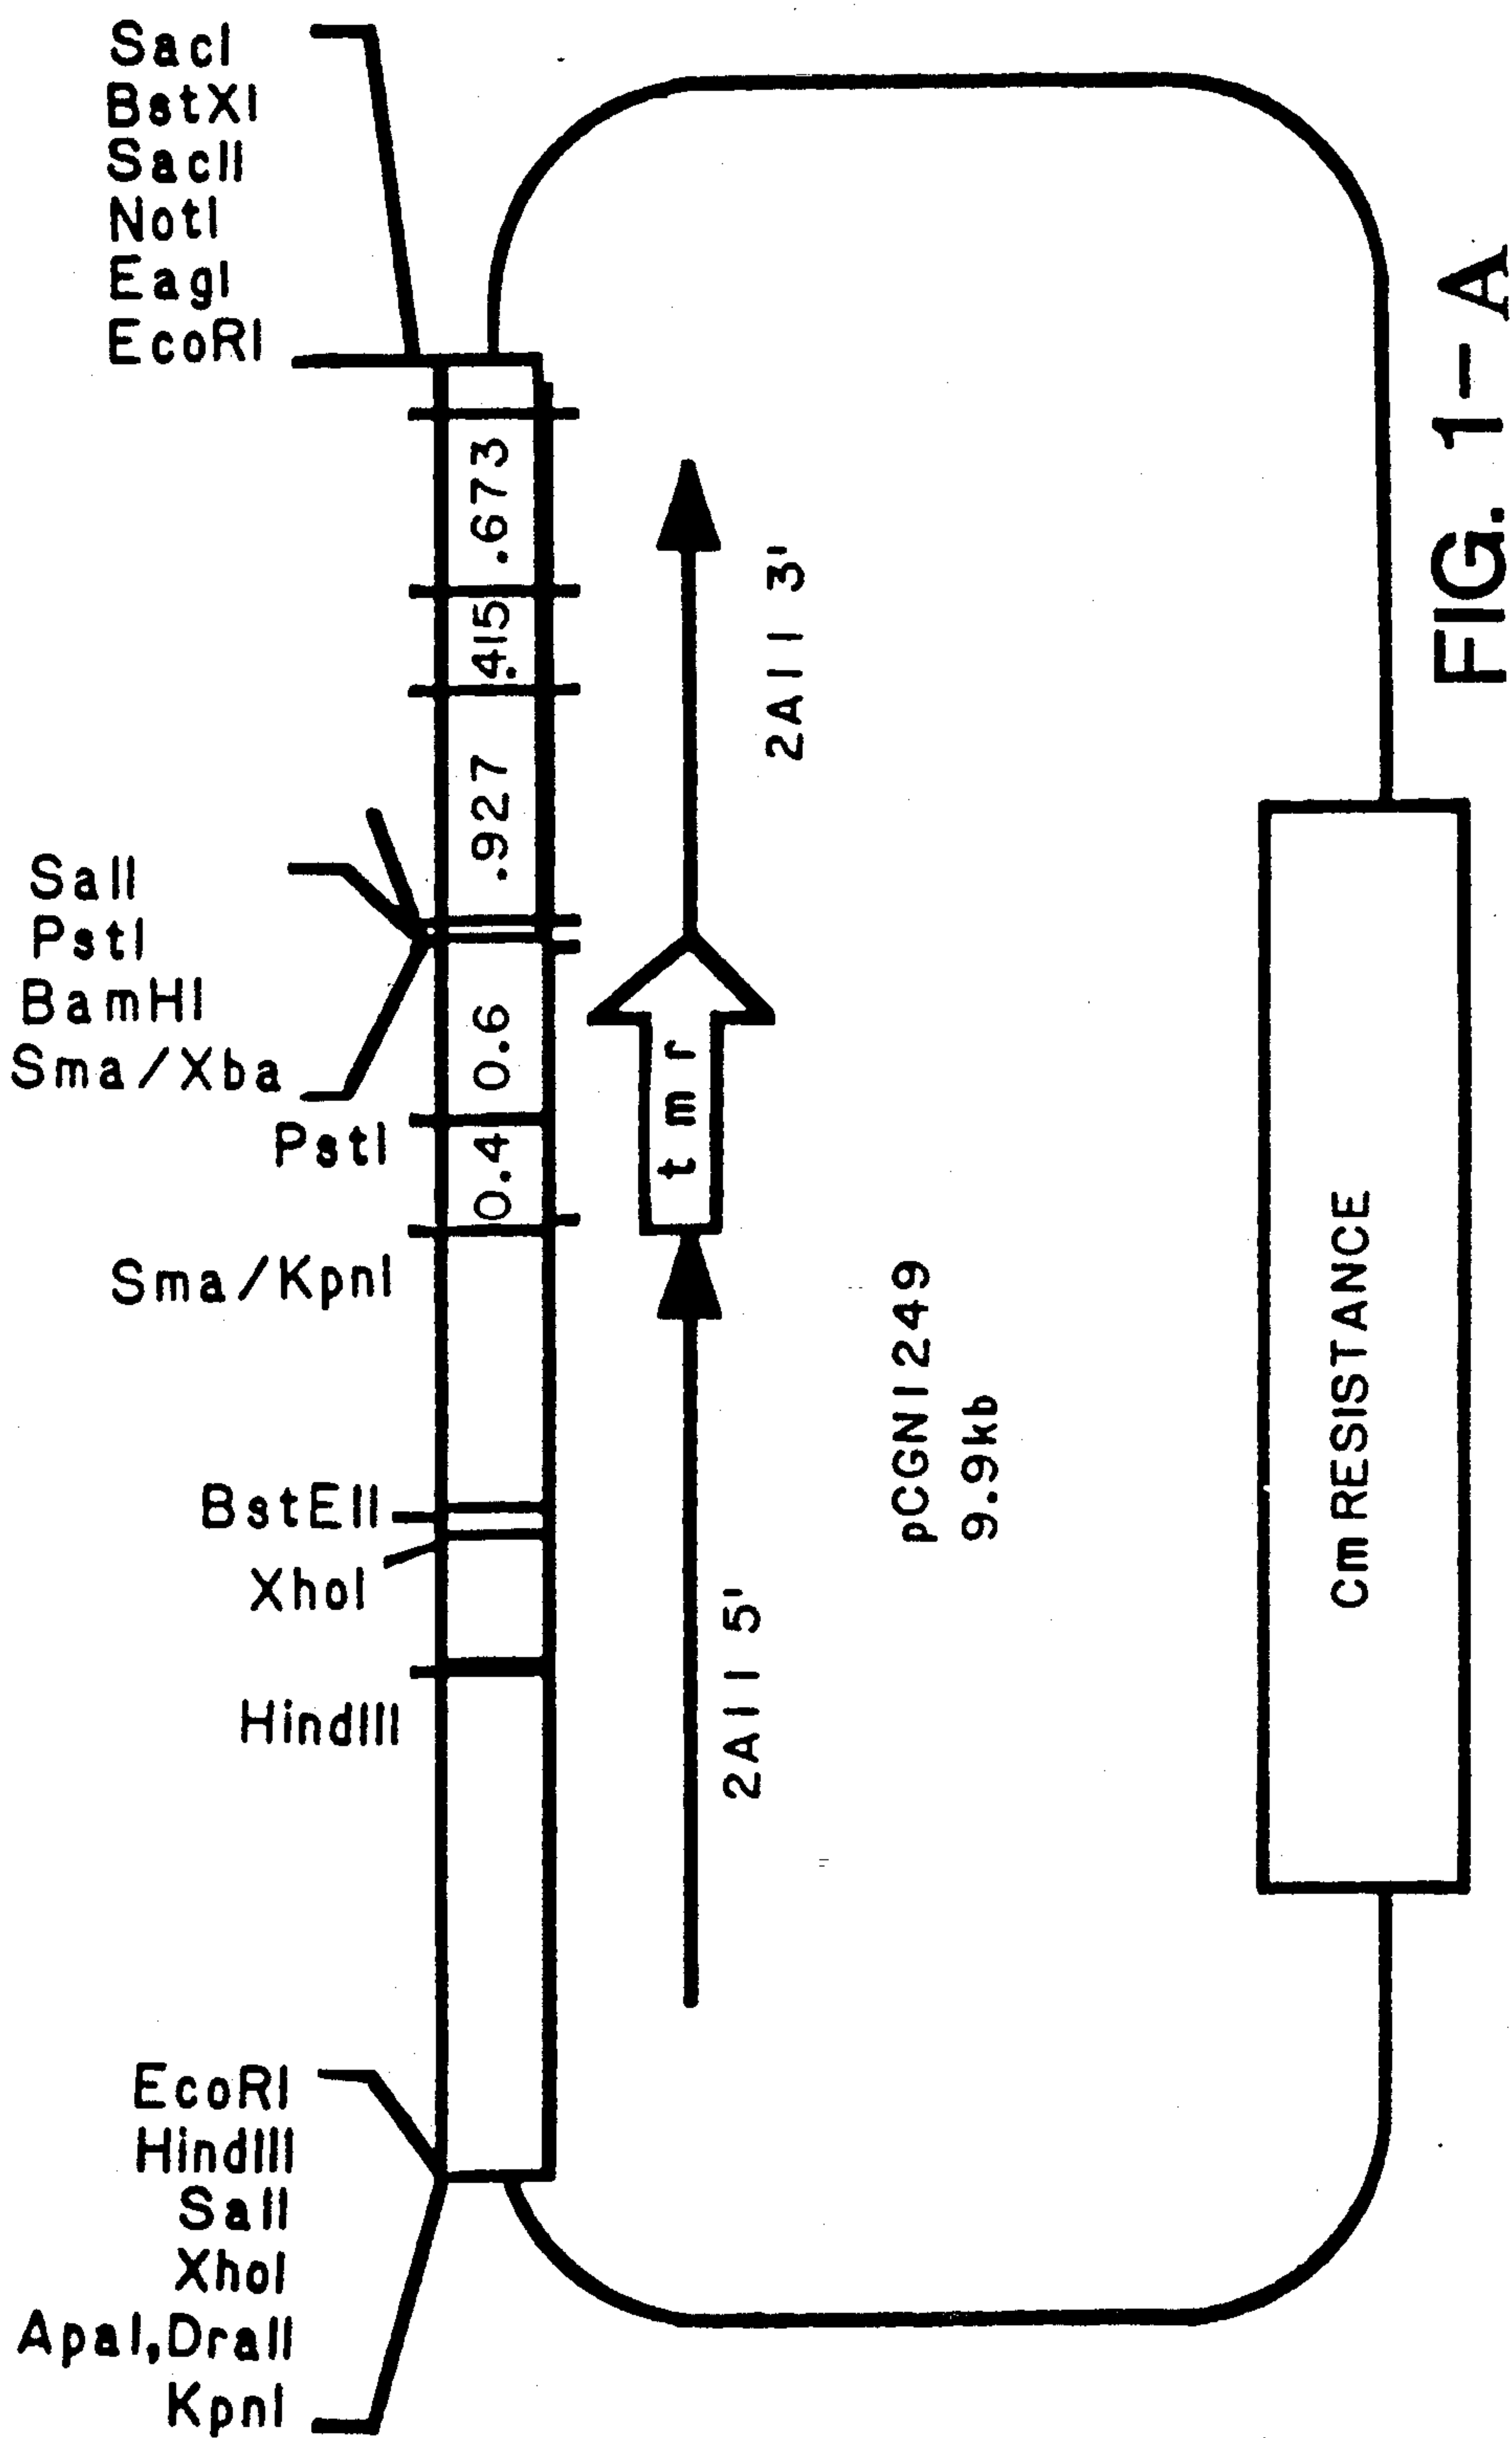 SacI
BstXI
SacII
NotI
EagI
EcoRI
SalI
PstI
BamHI
Sma/Xba
PstI
Sma/KpnI
BstEII
XhoI
HindIII
EcoRI
HindIII
SalI
XhoI
ApaI,DraII
KpnI
0.4
0.6
.927
.415
.673
2A11 5'
tmr
2A11 3'
pCGN1249
9.9kb
cm RESISTANCE
FIG. 1-A